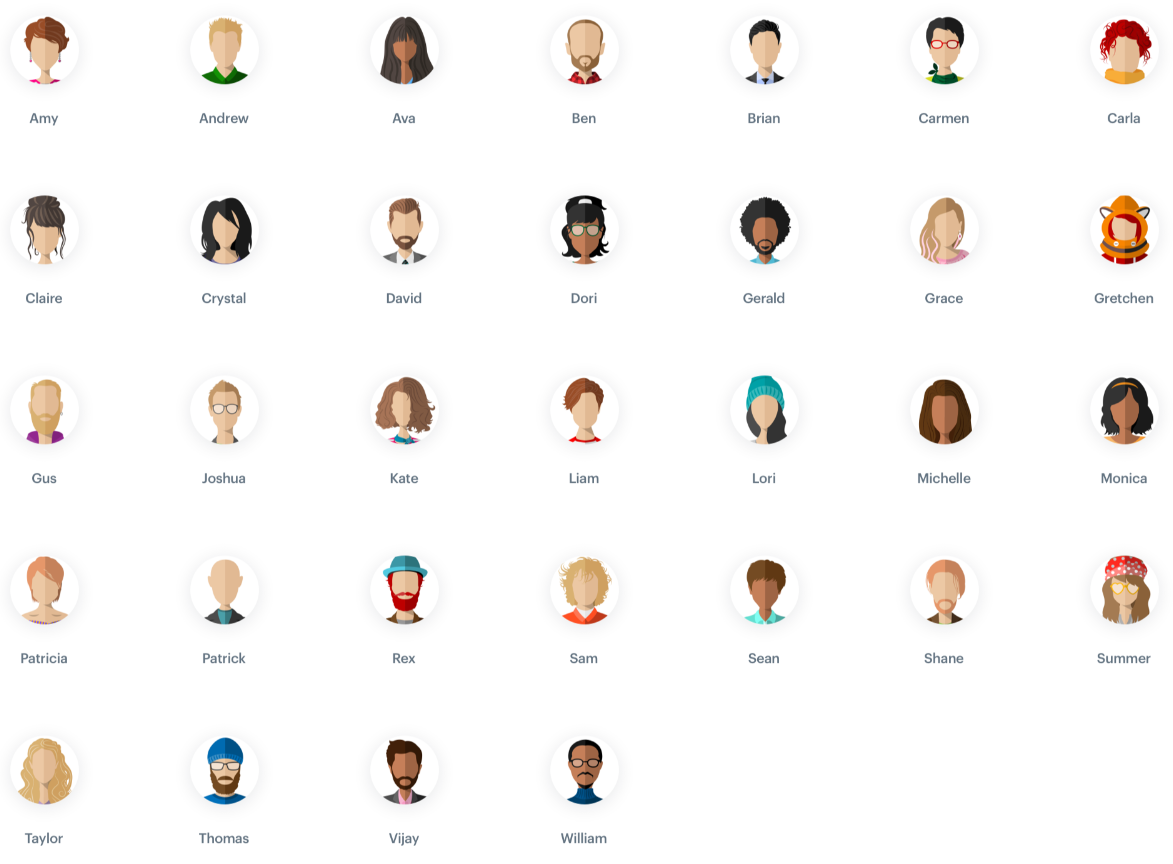 Amy
Andrew
Ava
Ben
Brian
Carmen
Carla
Claire
Crystal
David
Dori
Gerald
Grace
Gretchen
Gus
Joshua
Kate
Liam
Lori
Michelle
Monica
Patricia
Patrick
Rex
Sam
Sean
Shane
Summer
Taylor
Thomas
Vijay
William